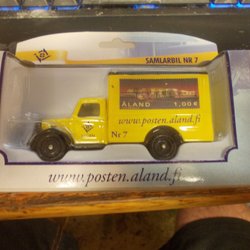 SAMLARBIL NR 7
ÅLAND 1,00€
www.posten.aland.fi
Nr 7
www.posten.aland.fi